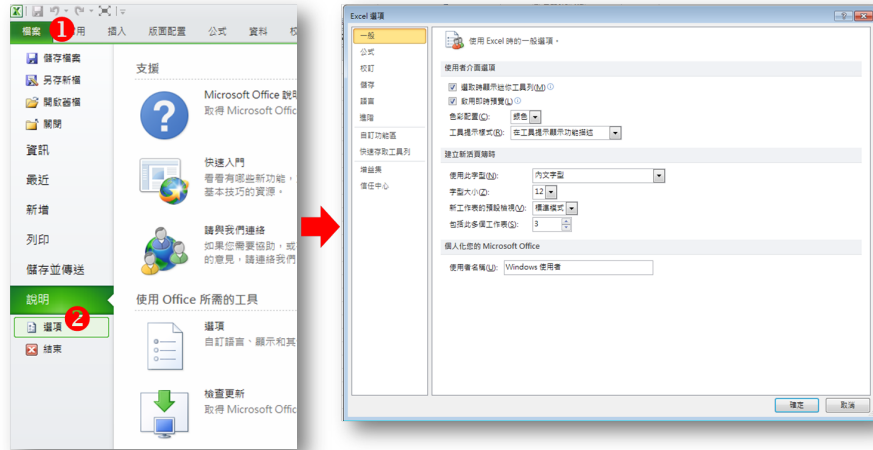 檔案
用
插入
版面配置
公式
資料
校
1
儲存檔案
另存新檔
開啟舊檔
關閉
資訊
最近
新增
列印
儲存並傳送
說明
選項
2
結束
支援
Microsoft Office 說明
取得 Microsoft Offic
快速入門
看看有哪些新功能，
基本技巧的資源。
請與我們連絡
如果您需要協助，或
的意見，請連絡我們
使用 Office 所需的工具
選項
自訂語言、顯示和其
檢查更新
取得 Microsoft Offic
Excel 選項
一般
公式
校訂
儲存
語言
進階
自訂功能區
快速存取工具列
增益集
信任中心
使用 Excel 時的一般選項。
使用者介面選項
選取時顯示迷你工具列(M)
啟用即時預覽(L)
色彩配置(C): 銀色
工具提示樣式(R): 在工具提示顯示功能描述
建立新活頁簿時
使用此字型(N): 內文字型
字型大小(Z): 12
新工作表的預設檢視(V): 標準模式
包括此多個工作表(S): 3
個人化您的 Microsoft Office
使用者名稱(U): Windows 使用者
確定
取消